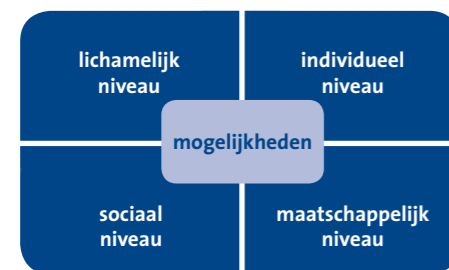 lichamelijk
niveau
individueel
niveau
mogelijkheden
sociaal
niveau
maatschappelijk
niveau